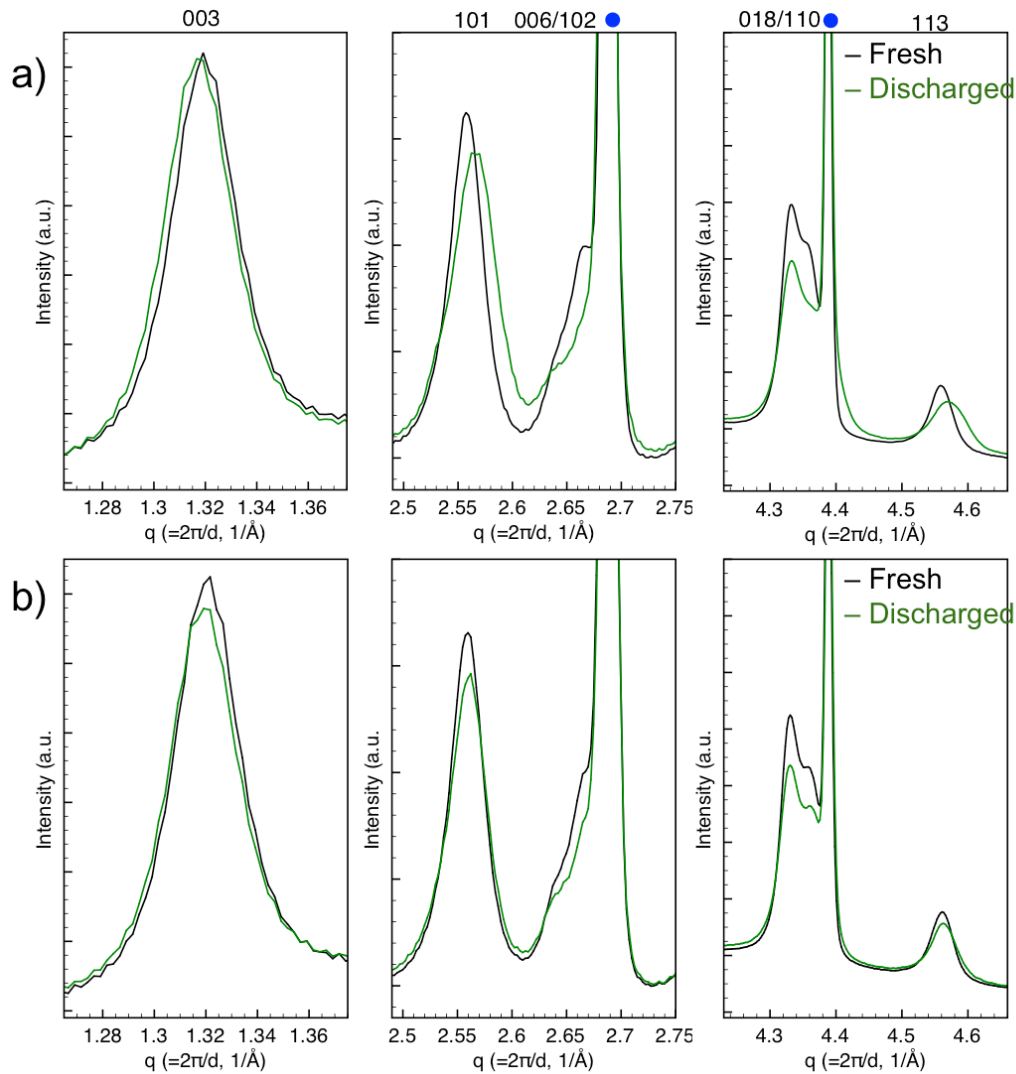 003 101 006/102 018/110 113
a)
– Fresh
– Discharged
Intensity (a.u.) Intensity (a.u.) Intensity (a.u.)
1.28 1.3 1.32 1.34 1.36 2.5 2.55 2.6 2.65 2.7 2.75 4.3 4.4 4.5 4.6
q (=2π/d, 1/Å) q (=2π/d, 1/Å) q (=2π/d, 1/Å)
b)
– Fresh
– Discharged
Intensity (a.u. Intensity (a.u. Intensity (a.u.
1.28 1.3 1.32 1.34 1.36 2.5 2.55 2.6 2.65 2.7 2.75 4.3 4.4 4.5 4.6
q (=2π/d, 1/Å) q (=2π/d, 1/Å) q (=2π/d, 1/Å)